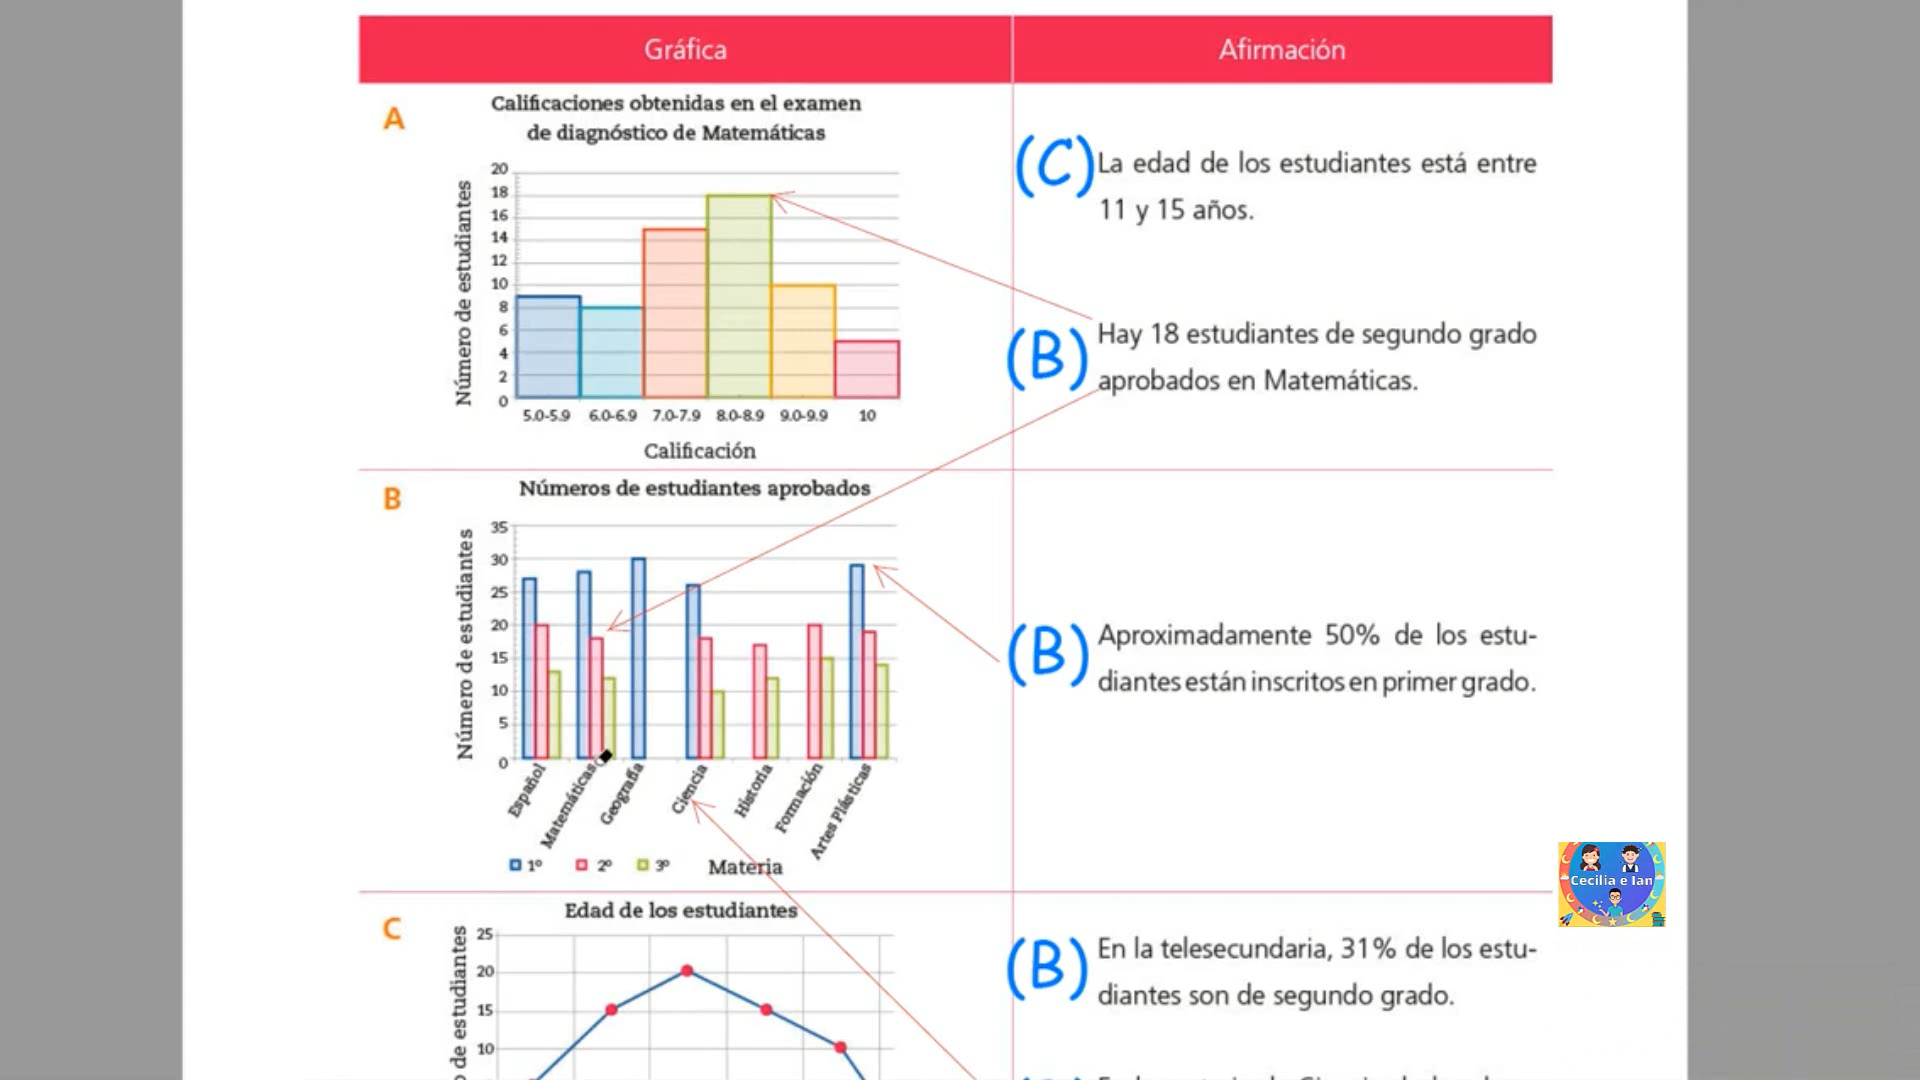 Gráfica
Afirmación
A
Calificaciones obtenidas en el examen
de diagnóstico de Matemáticas
Número de estudiantes
20
18
16
14
12
10
8
6
4
2
0
5.0-5.9 6.0-6.9 7.0-7.9 8.0-8.9 9.0-9.9 10
Calificación
(C) La edad de los estudiantes está entre
11 y 15 años.
(B) Hay 18 estudiantes de segundo grado
aprobados en Matemáticas.
B
Números de estudiantes aprobados
Número de estudiantes
35
30
25
20
15
10
5
0
Español
Matemáticas
Geografía
Ciencia
Historia
Formación
Artes Plásticas
1º 2º 3º
Materia
(B) Aproximadamente 50% de los estu-
diantes están inscritos en primer grado.
Cecilia e Ian
C
Edad de los estudiantes
de estudiantes
25
20
15
10
(B) En la telesecundaria, 31% de los estu-
diantes son de segundo grado.